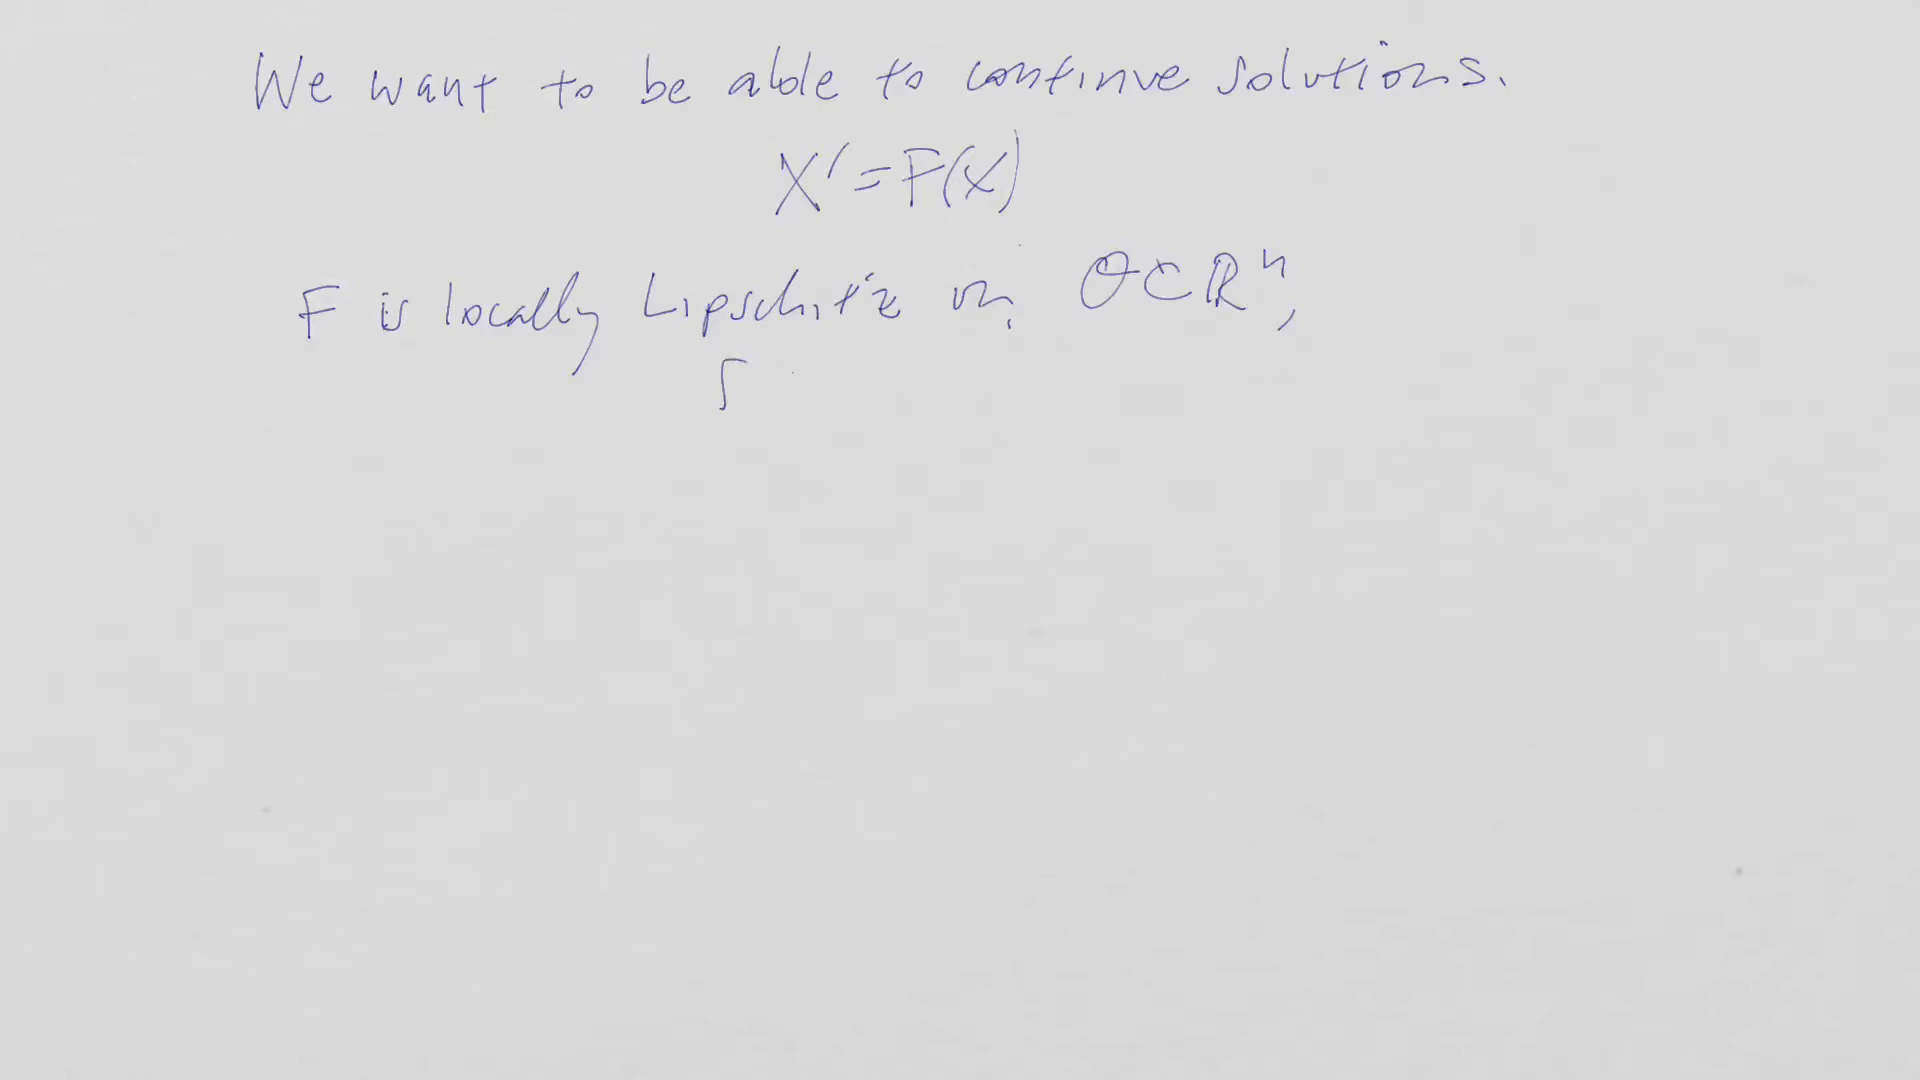 We want to be able to continue solutions.
X' = F(X)
F is locally Lipschitz on O ⊂ ℝⁿ,